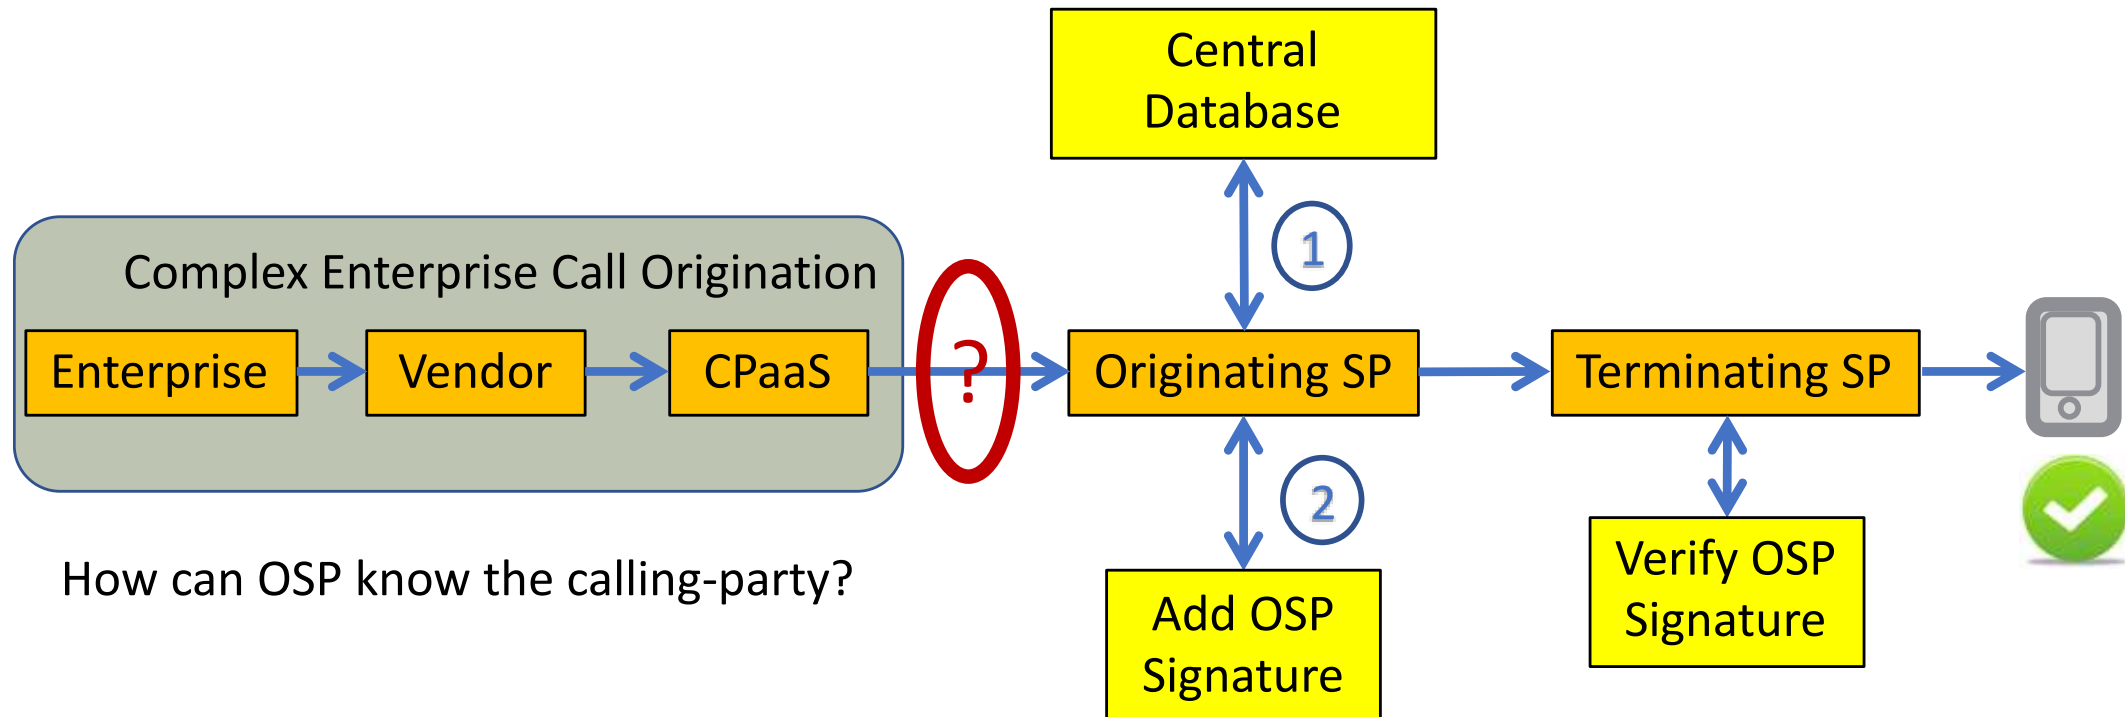 Central
Database
1
Complex Enterprise Call Origination
Enterprise
Vendor
CPaaS
?
Originating SP
Terminating SP
2
How can OSP know the calling-party?
Add OSP
Signature
Verify OSP
Signature